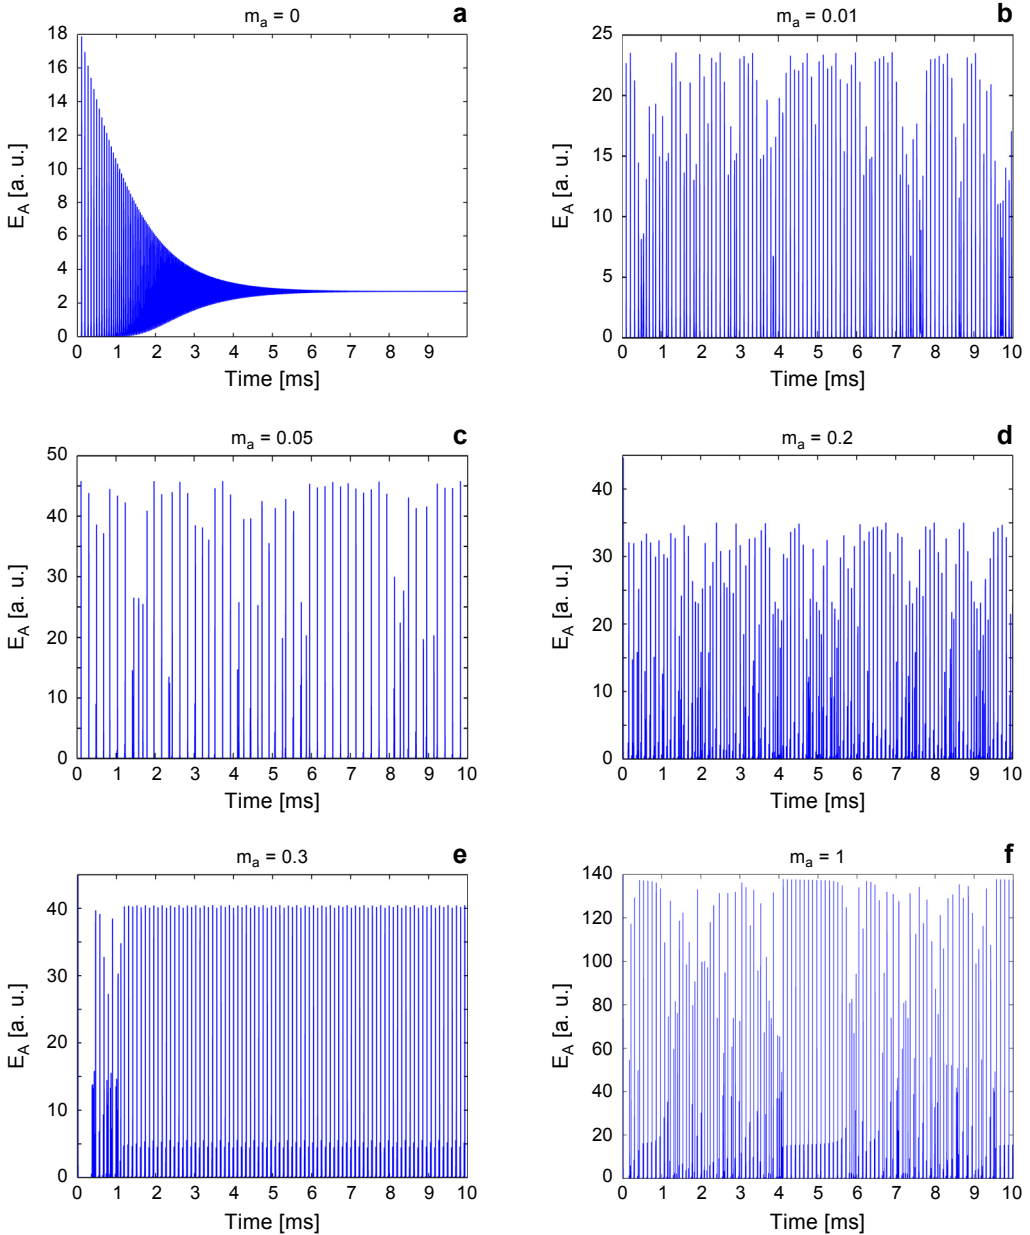 m_a = 0 a
18
16
14
12
10
8
6
4
2
0
E_A [a. u.]
0 1 2 3 4 5 6 7 8 9
Time [ms]
m_a = 0.01 b
25
20
15
10
5
0
E_A [a. u.]
0 1 2 3 4 5 6 7 8 9 10
Time [ms]
m_a = 0.05 c
50
40
30
20
10
0
E_A [a. u.]
0 1 2 3 4 5 6 7 8 9 10
Time [ms]
m_a = 0.2 d
40
30
20
10
0
E_A [a. u.]
0 1 2 3 4 5 6 7 8 9 10
Time [ms]
m_a = 0.3 e
40
30
20
10
0
E_A [a. u.]
0 1 2 3 4 5 6 7 8 9 10
Time [ms]
m_a = 1 f
140
120
100
80
60
40
20
0
E_A [a. u.]
0 1 2 3 4 5 6 7 8 9 10
Time [ms]